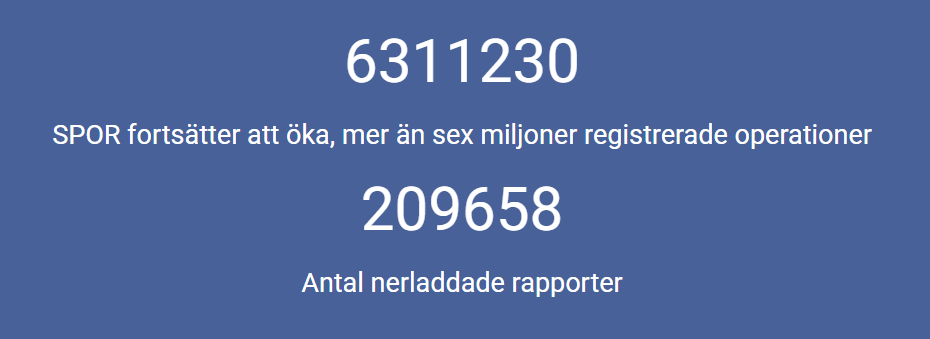 6311230
SPOR fortsätter att öka, mer än sex miljoner registrerade operationer
209658
Antal nerladdade rapporter